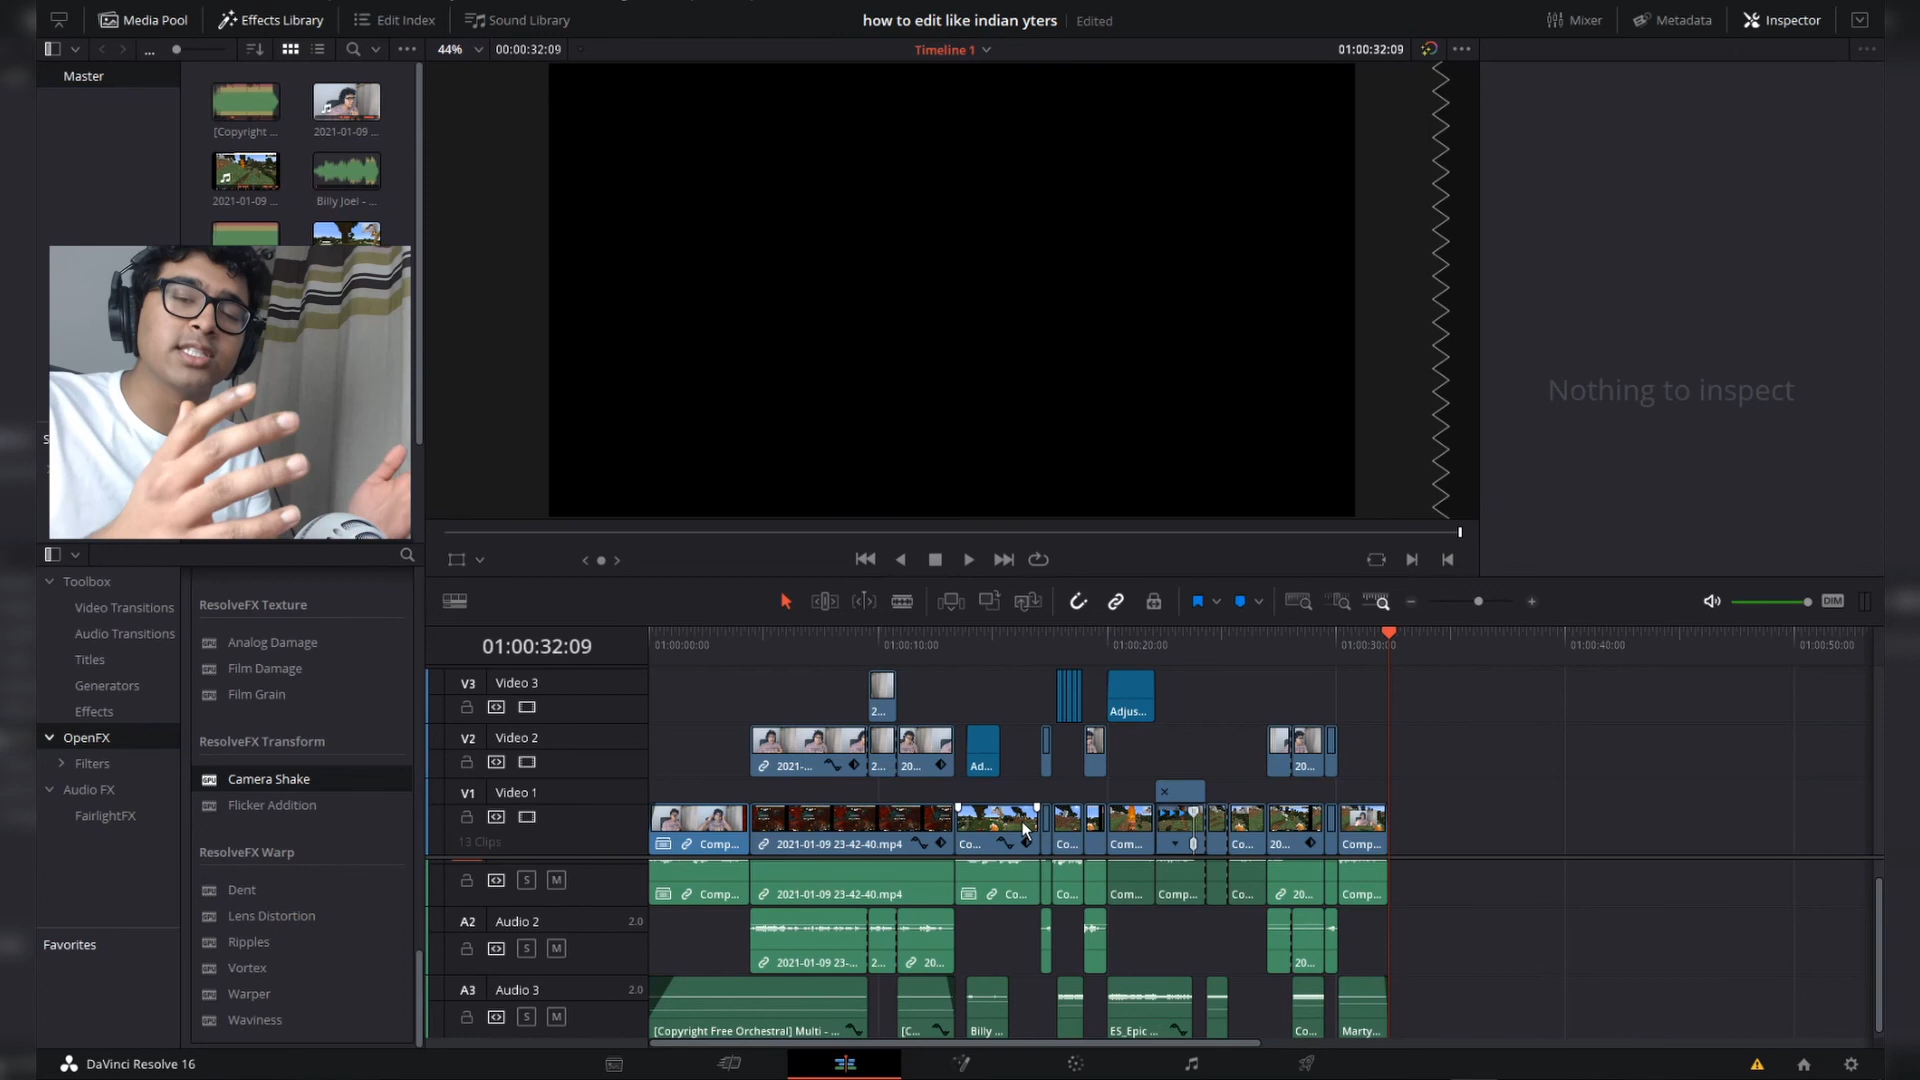 Media Pool
Effects Library
Edit Index
Sound Library
how to edit like indian yters
Edited
Mixer
Metadata
Inspector
...
44%
00:00:32:09
Timeline 1
01:00:32:09
Master
[Copyright ...
2021-01-09 ...
2021-01-09 ...
Billy Joel - ...
Nothing to inspect
Toolbox
Video Transitions
Audio Transitions
Titles
Generators
Effects
OpenFX
Filters
Audio FX
FairlightFX
Favorites
ResolveFX Texture
Analog Damage
Film Damage
Film Grain
ResolveFX Transform
Camera Shake
Flicker Addition
ResolveFX Warp
Dent
Lens Distortion
Ripples
Vortex
Warper
Waviness
DIM
01:00:32:09
01:00:00:00
01:00:10:00
01:00:20:00
01:00:30:00
01:00:40:00
01:00:50:00
V3 Video 3
2...
Adjus...
V2 Video 2
2021-...
2...
20...
Ad...
20...
V1 Video 1
13 Clips
Comp...
2021-01-09 23-42-40.mp4
Co...
Co...
Com...
Co...
20...
Comp...
S M
Comp...
2021-01-09 23-42-40.mp4
Co...
Co...
Com...
Comp...
Co...
20...
Comp...
A2 Audio 2 2.0
S M
2021-01-09 23-...
2...
20...
20...
A3 Audio 3 2.0
S M
[Copyright Free Orchestral] Multi - ...
[C...
Billy ...
ES_Epic ...
Co...
Marty...
DaVinci Resolve 16